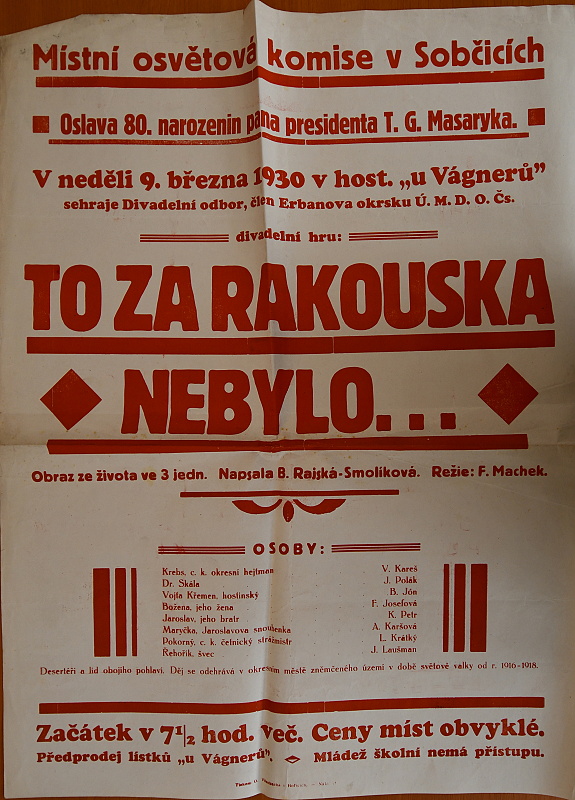 Místní osvětová komise v Sobčicích
Oslava 80. narozenin pana presidenta T. G. Masaryka.
V neděli 9. března 1930 v host. „u Vágnerů”
sehraje Divadelní odbor, člen Erbanova okrsku Ú. M. D. O. Čs.
divadelní hru:
TO ZA RAKOUSKA
NEBYLO...
Obraz ze života ve 3 jedn. Napsala B. Rajská-Smolíková. Režie: F. Machek.
OSOBY:
Krebs, c. k. okresní hejtman V. Kareš
Dr. Skála J. Polák
Vojta Křemen, hostinský B. Jón
Božena, jeho žena F. Josefová
Jaroslav, jeho bratr K. Petr
Maryčka, Jaroslavova snoubenka A. Karšová
Pokorný, c. k. četnický strážmistr L. Krátký
Řehořík, švec J. Laušman
Desertéři a lid obojího pohlaví. Děj se odehrává v okresním městě zněmčeného území v době světové valky od r. 1916-1918.
Začátek v 7½ hod. več. Ceny míst obvyklé.
Předprodej lístků „u Vágnerů”. Mládež školní nemá přístupu.